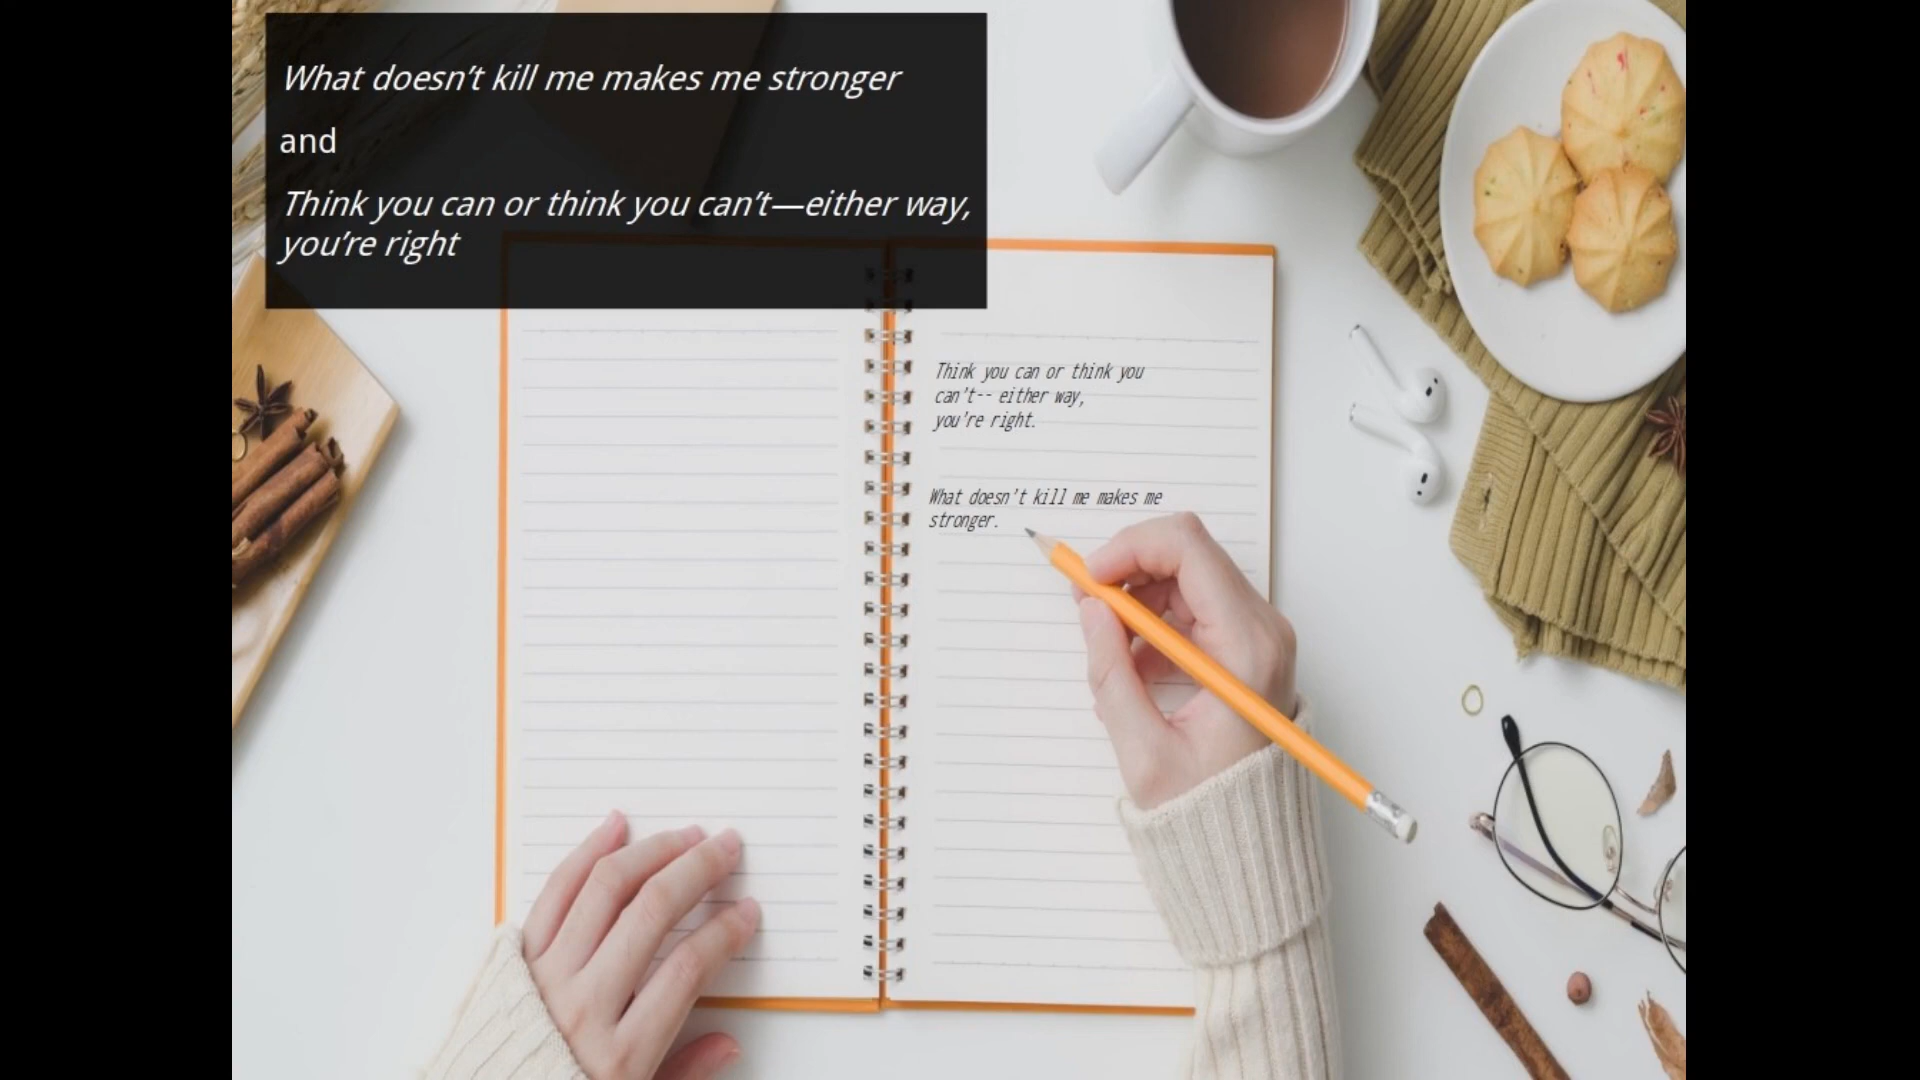 What doesn’t kill me makes me stronger
and
Think you can or think you can’t—either way,
you’re right
Think you can or think you
can't-- either way,
you're right.
What doesn't kill me makes me
stronger.